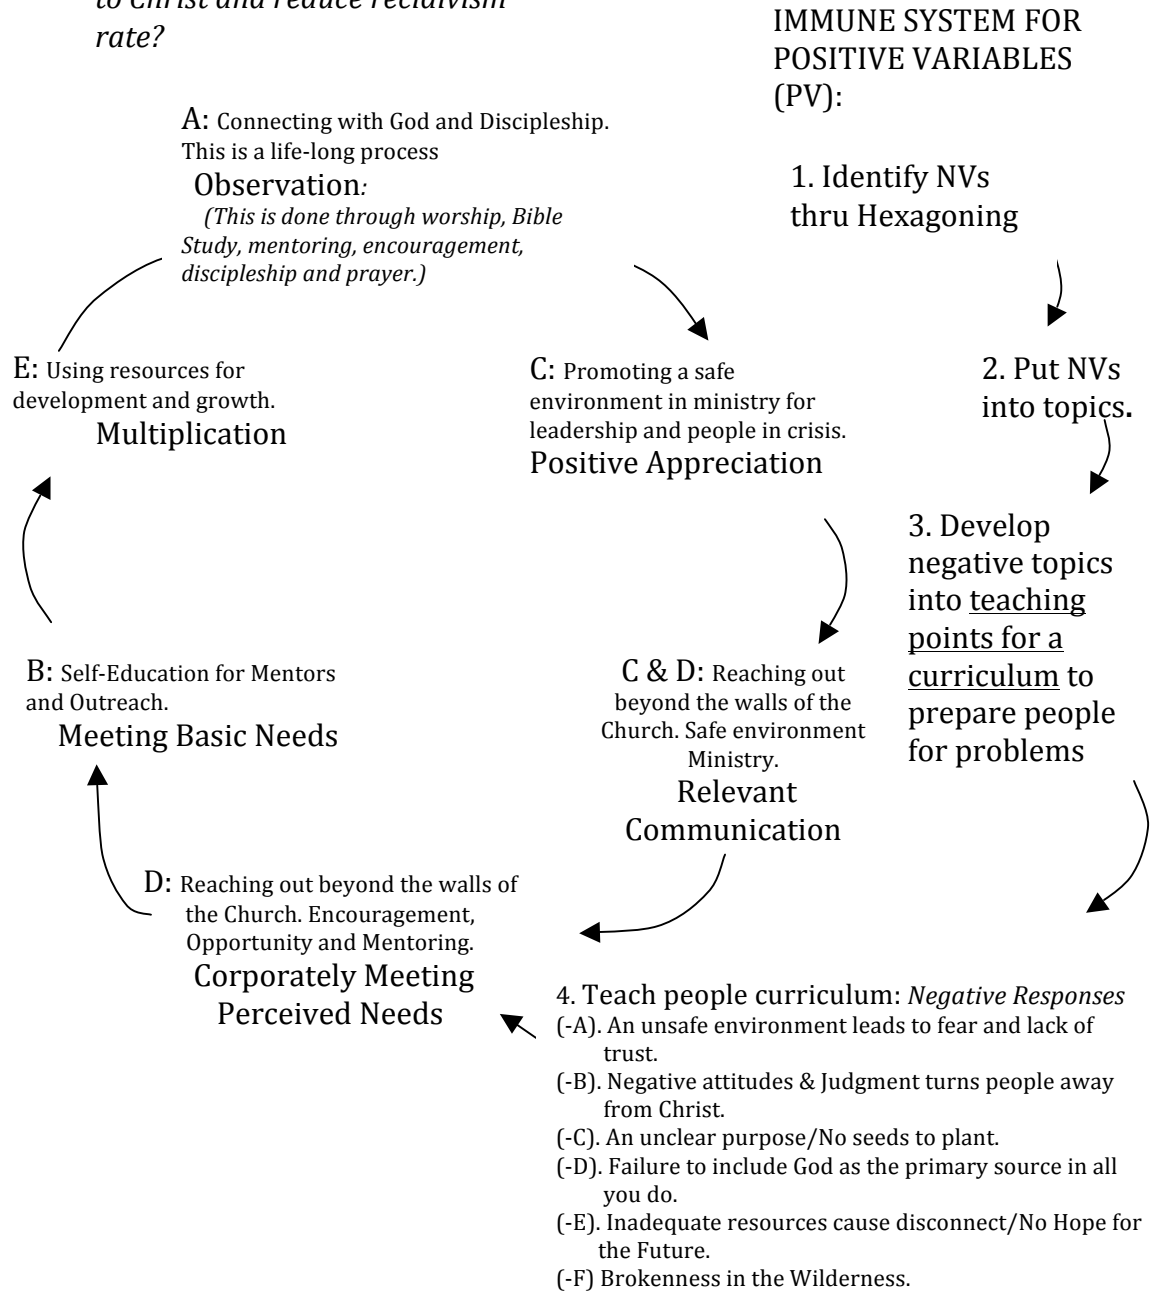 to Christ and reduce recidivism
rate?
IMMUNE SYSTEM FOR
POSITIVE VARIABLES
(PV):
A: Connecting with God and Discipleship.
This is a life-long process
Observation:
(This is done through worship, Bible
Study, mentoring, encouragement,
discipleship and prayer.)
1. Identify NVs
thru Hexagoning
E: Using resources for
development and growth.
Multiplication
C: Promoting a safe
environment in ministry for
leadership and people in crisis.
Positive Appreciation
2. Put NVs
into topics.
3. Develop
negative topics
into teaching
points for a
curriculum to
prepare people
for problems
B: Self-Education for Mentors
and Outreach.
Meeting Basic Needs
C & D: Reaching out
beyond the walls of the
Church. Safe environment
Ministry.
Relevant
Communication
D: Reaching out beyond the walls of
the Church. Encouragement,
Opportunity and Mentoring.
Corporately Meeting
Perceived Needs
4. Teach people curriculum: Negative Responses
(-A). An unsafe environment leads to fear and lack of
trust.
(-B). Negative attitudes & Judgment turns people away
from Christ.
(-C). An unclear purpose/No seeds to plant.
(-D). Failure to include God as the primary source in all
you do.
(-E). Inadequate resources cause disconnect/No Hope for
the Future.
(-F) Brokenness in the Wilderness.